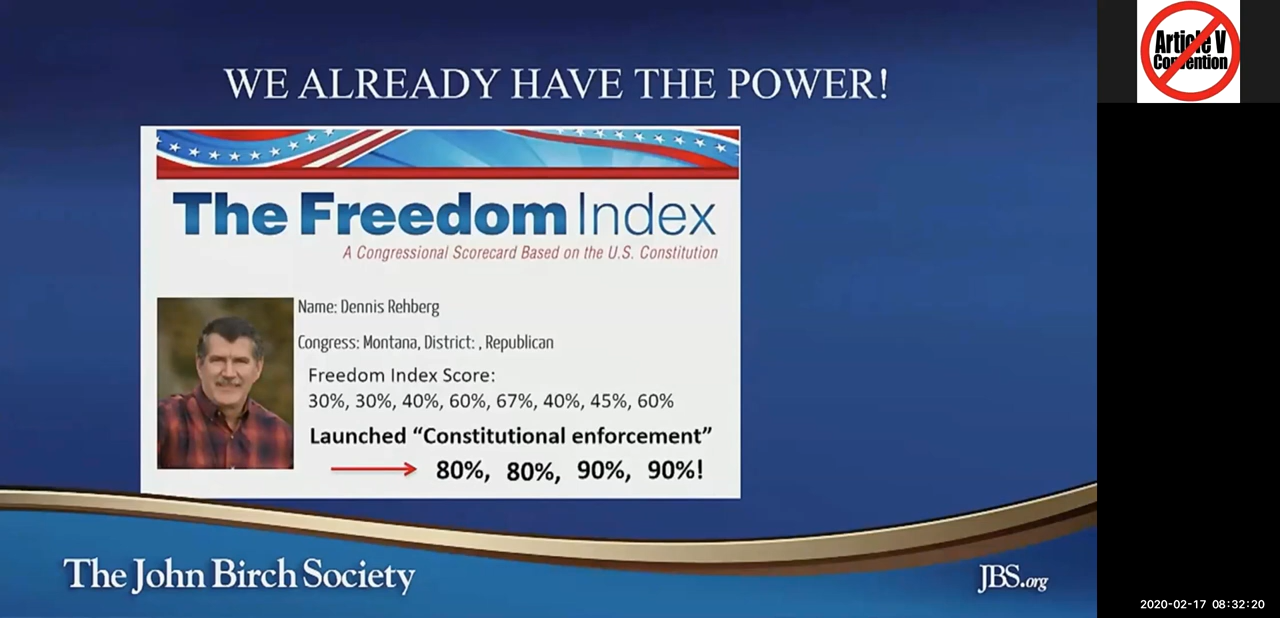 WE ALREADY HAVE THE POWER!
The Freedom Index
A Congressional Scorecard Based on the U.S. Constitution
Name: Dennis Rehberg
Congress: Montana, District: , Republican
Freedom Index Score:
30%, 30%, 40%, 60%, 67%, 40%, 45%, 60%
Launched “Constitutional enforcement”
80%, 80%, 90%, 90%!
The John Birch Society
JBS.org
Article V
Convention
2020-02-17 08:32:20